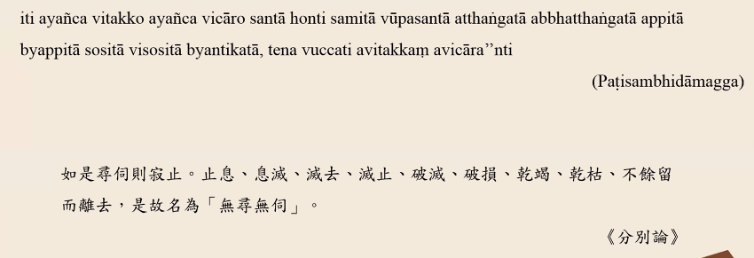 iti ayañca vitakko ayañca vicāro santā honti samitā vūpasantā atthaṅgatā abbhatthaṅgatā appitā
byappitā sositā visositā byantikatā, tena vuccati avitakkaṃ avicāra’’nti
(Paṭisambhidāmagga)
如是尋伺則寂止。止息、息滅、滅去、滅止、破滅、破損、乾竭、乾枯、不餘留
而離去，是故名為「無尋無伺」。
《分別論》